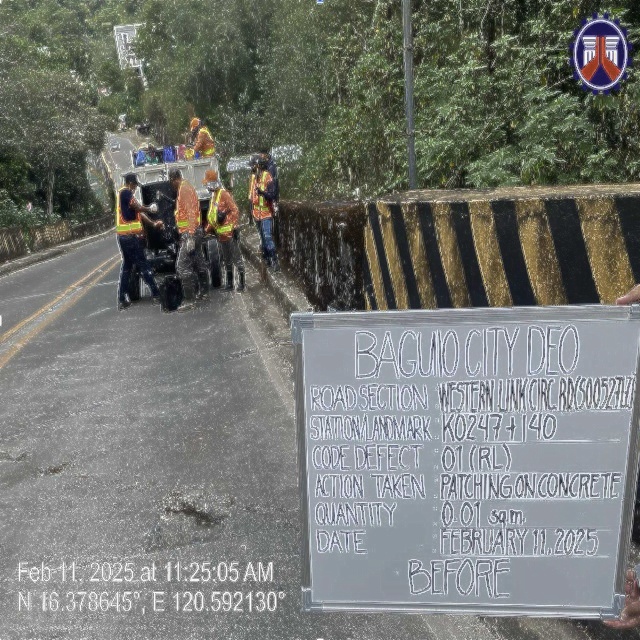 BAGUIO CITY DEO
ROAD SECTION : WESTERN LINK CIRC. RD (S00527LZ)
STATION/LANDMARK : K0247 + 140
CODE DEFECT : 01 (RL)
ACTION TAKEN : PATCHING ON CONCRETE
QUANTITY : 0.01 sq.m.
DATE : FEBRUARY 11, 2025
BEFORE
Feb 11, 2025 at 11:25:05 AM
N 16.378645°, E 120.592130°